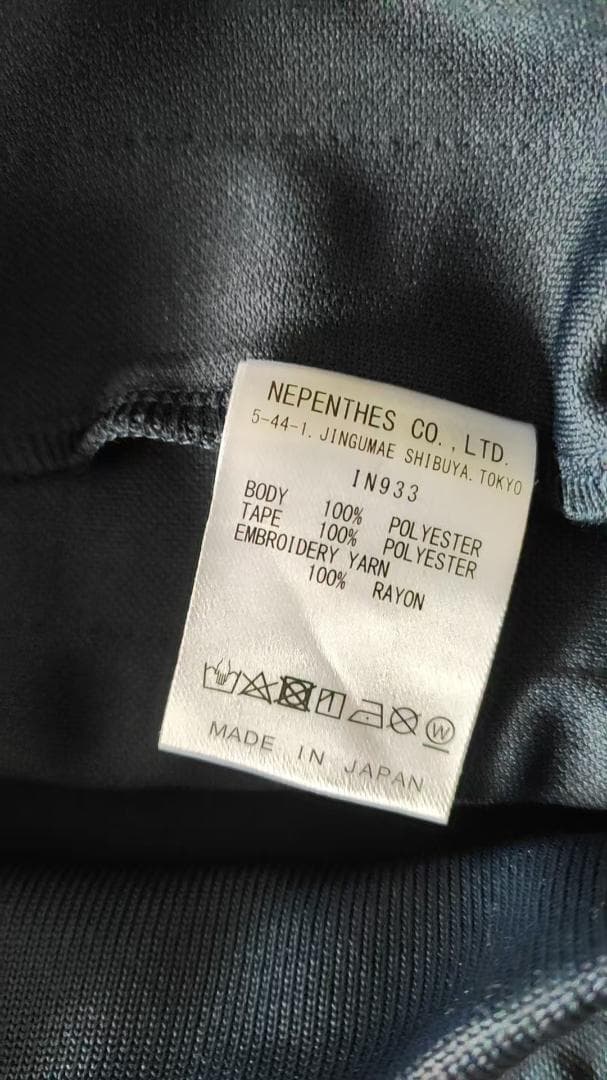 NEPENTHES CO.,LTD.
5-44-1. JINGUMAE SHIBUYA. TOKYO
IN933
BODY 100% POLYESTER
TAPE 100% POLYESTER
EMBROIDERY YARN
100% RAYON
W
MADE IN JAPAN